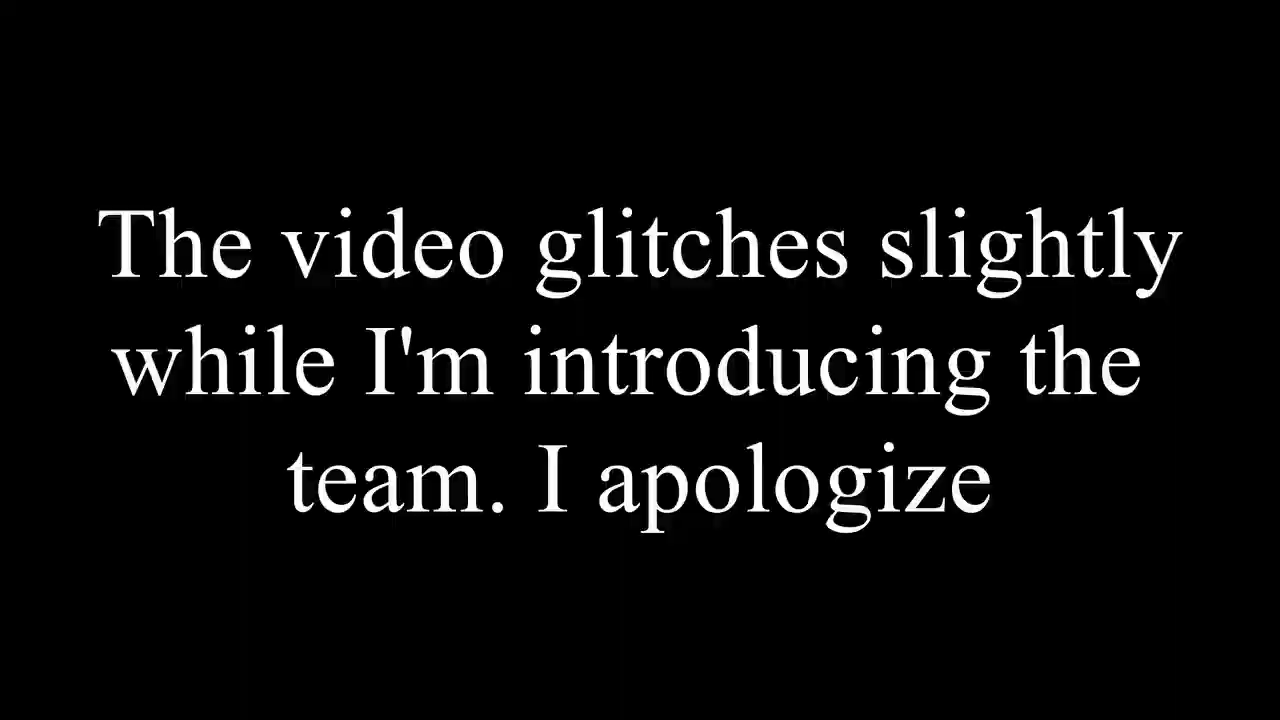 The video glitches slightly
while I'm introducing the
team. I apologize